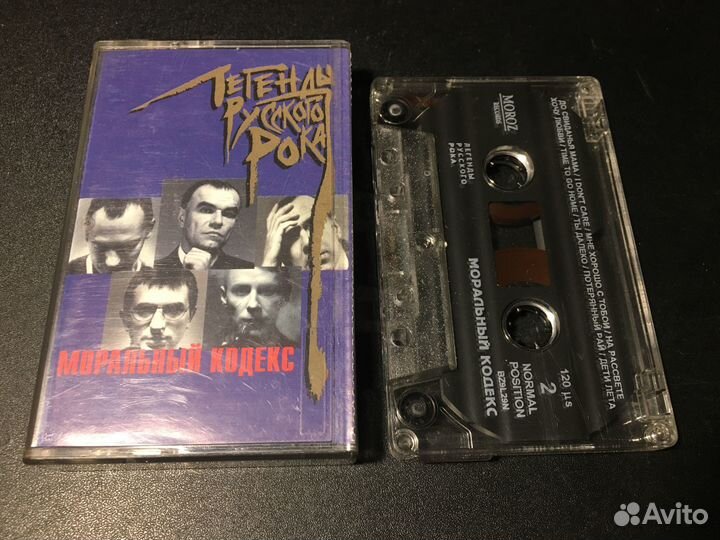 ЛЕГЕНДЫ
РУССКОГО
РОКА
МОРАЛЬНЫЙ КОДЕКС
MOROZ
RECORDS
ЛЕГЕНДЫ
РУССКОГО
РОКА
МОРАЛЬНЫЙ КОДЕКС
ДО СВИДАНЬЯ МАМА / I DON'T CARE / МНЕ ХОРОШО С ТОБОЙ / НА РАССВЕТЕ
ХОЧУ ЛЮБВИ / TIME TO GO HOME / ТЫ ДАЛЕКО / ПОТЕРЯННЫЙ РАЙ / ДЕТИ ЛЕТА
120 µs
2
NORMAL
POSITION
BZ9L29N
Avito